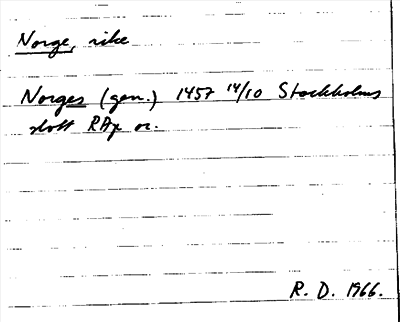 Norge, rike
Norges (gen.) 1457 14/10 Stockholms
slott RAp or.
R. D. 1966.